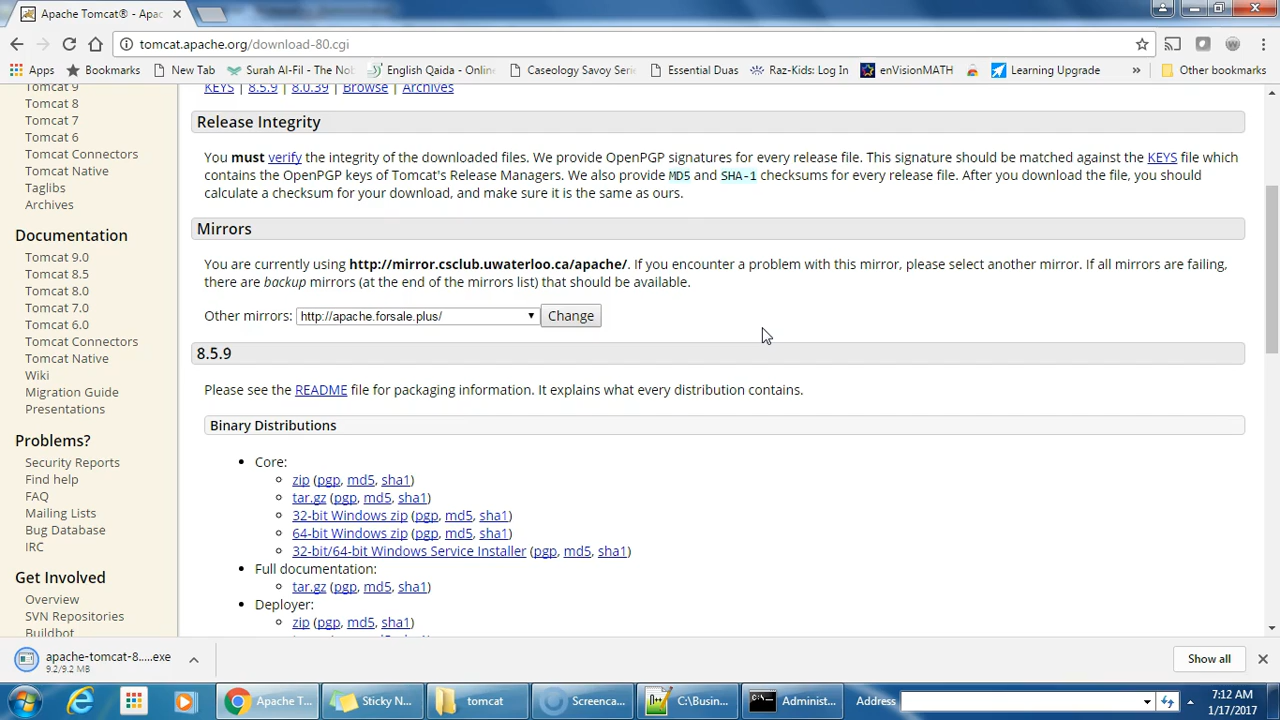 Apache Tomcat® - Apac
tomcat.apache.org/download-80.cgi
Apps Bookmarks New Tab Surah Al-Fil - The Nob English Qaida - Online Caseology Savoy Serie Essential Duas Raz-Kids: Log In enVisionMATH Learning Upgrade » Other bookmarks
Tomcat 9
Tomcat 8
Tomcat 7
Tomcat 6
Tomcat Connectors
Tomcat Native
Taglibs
Archives
Documentation
Tomcat 9.0
Tomcat 8.5
Tomcat 8.0
Tomcat 7.0
Tomcat 6.0
Tomcat Connectors
Tomcat Native
Wiki
Migration Guide
Presentations
Problems?
Security Reports
Find help
FAQ
Mailing Lists
Bug Database
IRC
Get Involved
Overview
SVN Repositories
Buildbot
KEYS | 8.5.9 | 8.0.39 | Browse | Archives
Release Integrity
You must verify the integrity of the downloaded files. We provide OpenPGP signatures for every release file. This signature should be matched against the KEYS file which
contains the OpenPGP keys of Tomcat's Release Managers. We also provide MD5 and SHA-1 checksums for every release file. After you download the file, you should
calculate a checksum for your download, and make sure it is the same as ours.
Mirrors
You are currently using http://mirror.csclub.uwaterloo.ca/apache/. If you encounter a problem with this mirror, please select another mirror. If all mirrors are failing,
there are backup mirrors (at the end of the mirrors list) that should be available.
Other mirrors: http://apache.forsale.plus/ Change
8.5.9
Please see the README file for packaging information. It explains what every distribution contains.
Binary Distributions
Core:
zip (pgp, md5, sha1)
tar.gz (pgp, md5, sha1)
32-bit Windows zip (pgp, md5, sha1)
64-bit Windows zip (pgp, md5, sha1)
32-bit/64-bit Windows Service Installer (pgp, md5, sha1)
Full documentation:
tar.gz (pgp, md5, sha1)
Deployer:
zip (pgp, md5, sha1)
apache-tomcat-8.....exe
9.2/9.2 MB
Show all
Apache T... Sticky N... tomcat Screenca... C:\Busin... Administ... Address
7:12 AM
1/17/2017